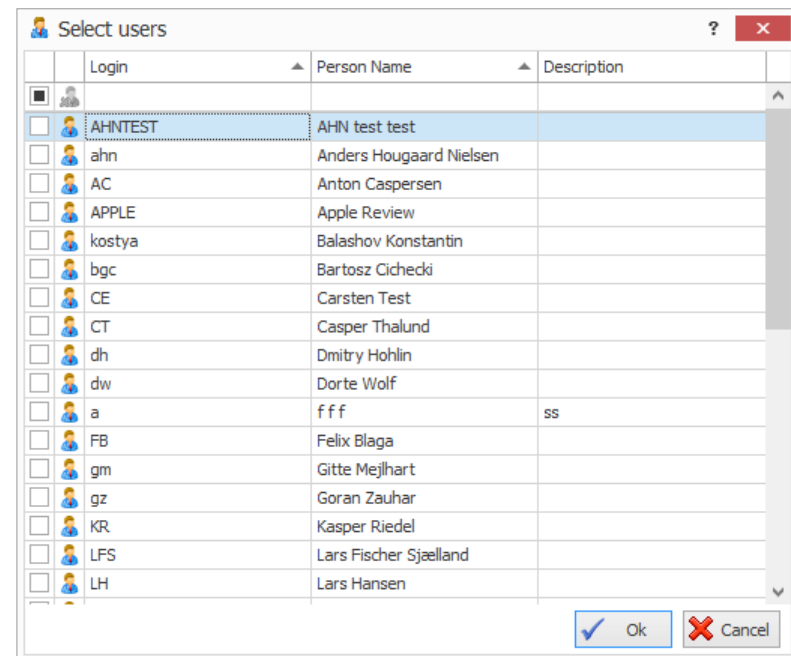 Select users ?
Login Person Name Description
AHNTEST AHN test test
ahn Anders Hougaard Nielsen
AC Anton Caspersen
APPLE Apple Review
kostya Balashov Konstantin
bgc Bartosz Cichecki
CE Carsten Test
CT Casper Thalund
dh Dmitry Hohlin
dw Dorte Wolf
a f f f ss
FB Felix Blaga
gm Gitte Mejlhart
gz Goran Zauhar
KR Kasper Riedel
LFS Lars Fischer Sjælland
LH Lars Hansen
Ok Cancel